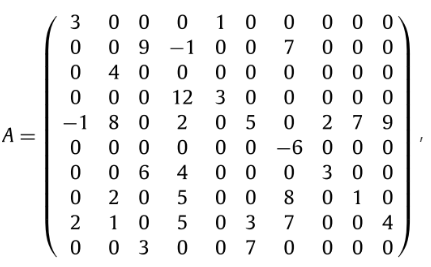 3 0 0 0 1 0 0 0 0 0
0 0 9 −1 0 0 7 0 0 0
0 4 0 0 0 0 0 0 0 0
0 0 0 12 3 0 0 0 0 0
A = −1 8 0 2 0 5 0 2 7 9 ,
0 0 0 0 0 0 −6 0 0 0
0 0 6 4 0 0 0 3 0 0
0 2 0 5 0 0 8 0 1 0
2 1 0 5 0 3 7 0 0 4
0 0 3 0 0 7 0 0 0 0